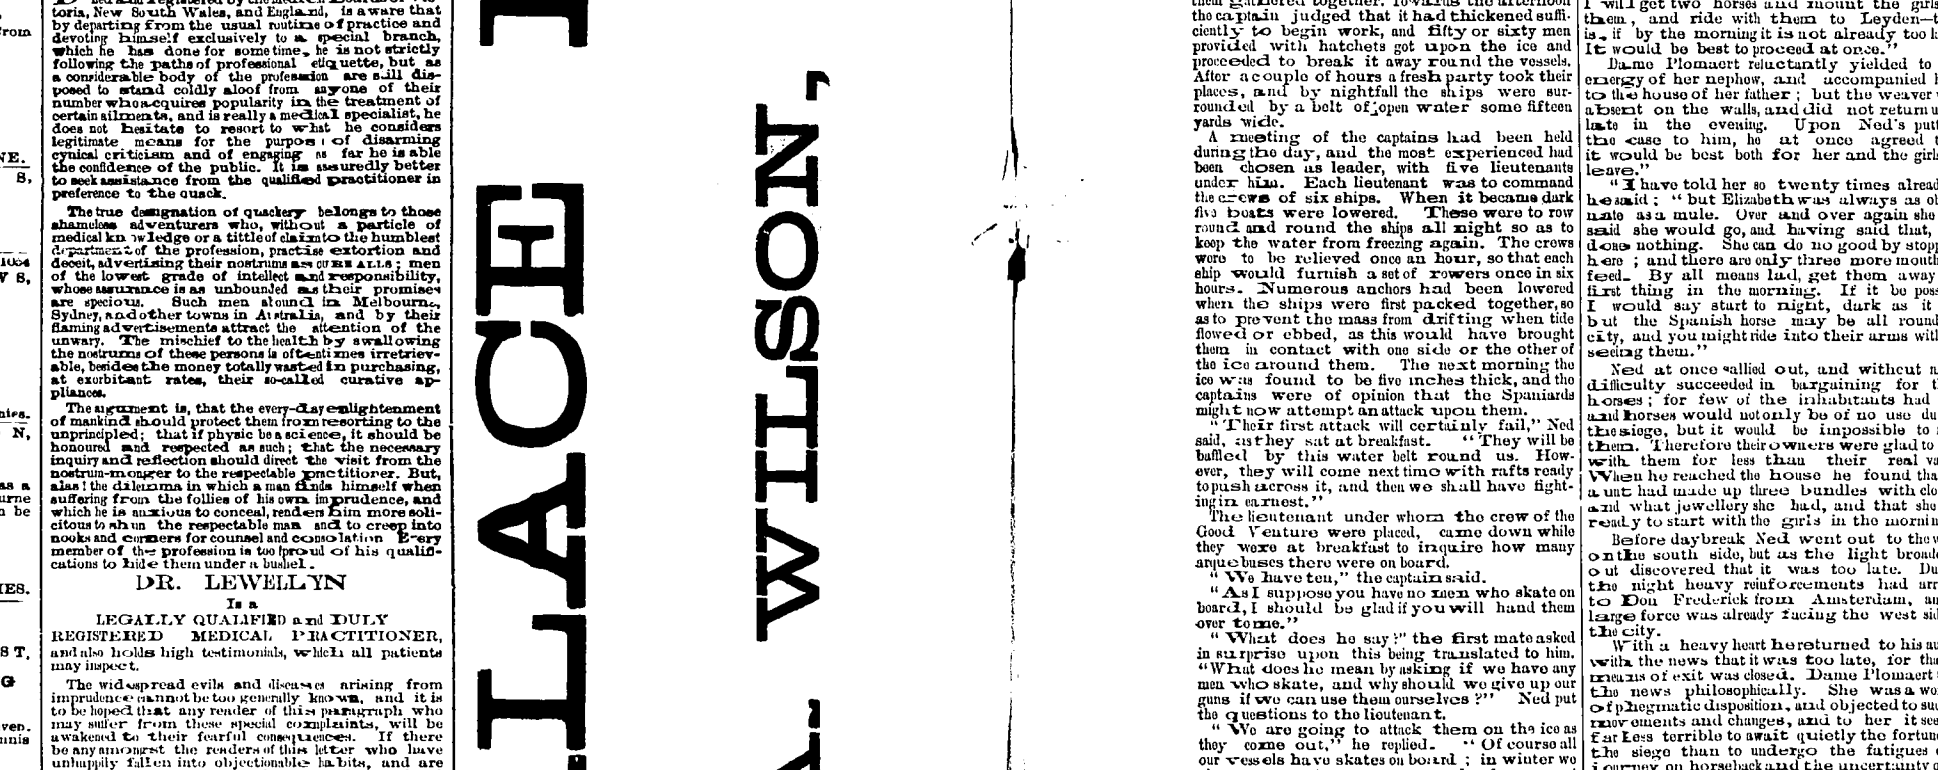 toria, New South Wales, and England, is aware that
by departing from the usual routine of practice and
devoting himself exclusively to a special branch,
which he has done for some time, he is not strictly
following the paths of professional etiquette, but as
a considerable body of the profession are still dis-
posed to stand coldly aloof from anyone of their
number who acquires popularity in the treatment of
certain ailments, and is really a medical specialist, he
does not hesitate to resort to what he considers
legitimate means for the purpose of disarming
cynical criticism and of engaging as far he is able
the confidence of the public. It is assuredly better
to seek assistance from the qualified practitioner in
preference to the quack.
The true designation of quackery belongs to those
shameless adventurers who, without a particle of
medical kn wledge or a tittle of claim to the humblest
department of the profession, practise extortion and
deceit, advertising their nostrums as CURE ALLS; men
of the lowest grade of intellect and responsibility,
whose assurance is as unbounded as their promises
are specious. Such men abound in Melbourne,
Sydney, and other towns in Australia, and by their
flaming advertisements attract the attention of the
unwary. The mischief to the health by swallowing
the nostrums of these persons is oftentimes irretriev-
able, besides the money totally wasted in purchasing,
at exorbitant rates, their so-called curative ap-
pliances.
The argument is, that the every-day enlightenment
of mankind should protect them from resorting to the
unprincipled; that if physic be a science, it should be
honoured and respected as such; that the necessary
inquiry and reflection should direct the visit from the
nostrum-monger to the respectable practitioner. But,
alas! the dilemma in which a man finds himself when
suffering from the follies of his own imprudence, and
which he is anxious to conceal, renders him more soli-
citous to shun the respectable man and to creep into
nooks and corners for counsel and consolation Every
member of the profession is too proud of his qualifi-
cations to hide them under a bushel.
DR. LEWELLYN
Is a
LEGALLY QUALIFIED and DULY
REGISTERED MEDICAL PRACTITIONER,
and also holds high testimonials, which all patients
may inspect.
The widespread evils and diseases arising from
imprudence cannot be too generally known, and it is
to be hoped that any reader of this paragraph who
may suffer from these special complaints, will be
awakened to their fearful consequences. If there
be any amongst the readers of this letter who have
unhappily fallen into objectionable habits, and are
LACE
WILSON,
the captain judged that it had thickened suffi-
ciently to begin work, and fifty or sixty men
provided with hatchets got upon the ice and
proceeded to break it away round the vessels.
After a couple of hours a fresh party took their
places, and by nightfall the ships were sur-
rounded by a belt of open water some fifteen
yards wide.
A meeting of the captains had been held
during the day, and the most experienced had
been chosen as leader, with five lieutenants
under him. Each lieutenant was to command
the crews of six ships. When it became dark
five boats were lowered. These were to row
round and round the ships all night so as to
keep the water from freezing again. The crews
were to be relieved once an hour, so that each
ship would furnish a set of rowers once in six
hours. Numerous anchors had been lowered
when the ships were first packed together, so
as to prevent the mass from drifting when tide
flowed or ebbed, as this would have brought
them in contact with one side or the other of
the ice around them. The next morning the
ice was found to be five inches thick, and the
captains were of opinion that the Spaniards
might now attempt an attack upon them.
"Their first attack will certainly fail," Ned
said, as they sat at breakfast. "They will be
baffled by this water belt round us. How-
ever, they will come next time with rafts ready
to push across it, and then we shall have fight-
ing in earnest."
The lieutenant under whom the crew of the
Good Venture were placed, came down while
they were at breakfast to inquire how many
arquebuses there were on board.
"We have ten," the captain said.
"As I suppose you have no men who skate on
board, I should be glad if you will hand them
over to me."
"What does he say?" the first mate asked
in surprise upon this being translated to him.
"What does he mean by asking if we have any
men who skate, and why should we give up our
guns if we can use them ourselves?" Ned put
the questions to the lieutenant.
"We are going to attack them on the ice as
they come out," he replied. "Of course all
our vessels have skates on board; in winter we
I will get two horses and mount the girls
them, and ride with them to Leyden—t
is, if by the morning it is not already too l
It would be best to proceed at once."
Dame Plomaert reluctantly yielded to
energy of her nephew, and accompanied h
to the house of her father; but the weaver
absent on the walls, and did not return u
late in the evening. Upon Ned's putt
the case to him, he at once agreed t
it would be best both for her and the girls
leave."
"I have told her so twenty times alread
he said; "but Elizabeth was always as ob
nate as a mule. Over and over again she
said she would go, and having said that,
done nothing. She can do no good by stopp
here; and there are only three more mouth
feed. By all means lad, get them away
first thing in the morning. If it be poss
I would say start to night, dark as it
but the Spanish horse may be all round
city, and you might ride into their arms with
seeing them."
Ned at once sallied out, and without m
difficulty succeeded in bargaining for t
horses; for few of the inhabitants had
and horses would not only be of no use du
the siege, but it would be impossible to
them. Therefore their owners were glad to
with them for less than their real va
When he reached the house he found tha
aunt had made up three bundles with clo
and what jewellery she had, and that she
ready to start with the girls in the mornin
Before daybreak Ned went out to the w
on the south side, but as the light broade
out discovered that it was too late. Du
the night heavy reinforcements had arr
to Don Frederick from Amsterdam, an
large force was already facing the west sid
the city.
With a heavy heart he returned to his au
with the news that it was too late, for tha
means of exit was closed. Dame Plomaert
the news philosophically. She was a wo
of phegmatic disposition, and objected to su
movements and changes, and to her it see
far less terrible to await quietly the fortun
the siege than to undergo the fatigues o
journey on horseback and the uncertainty o